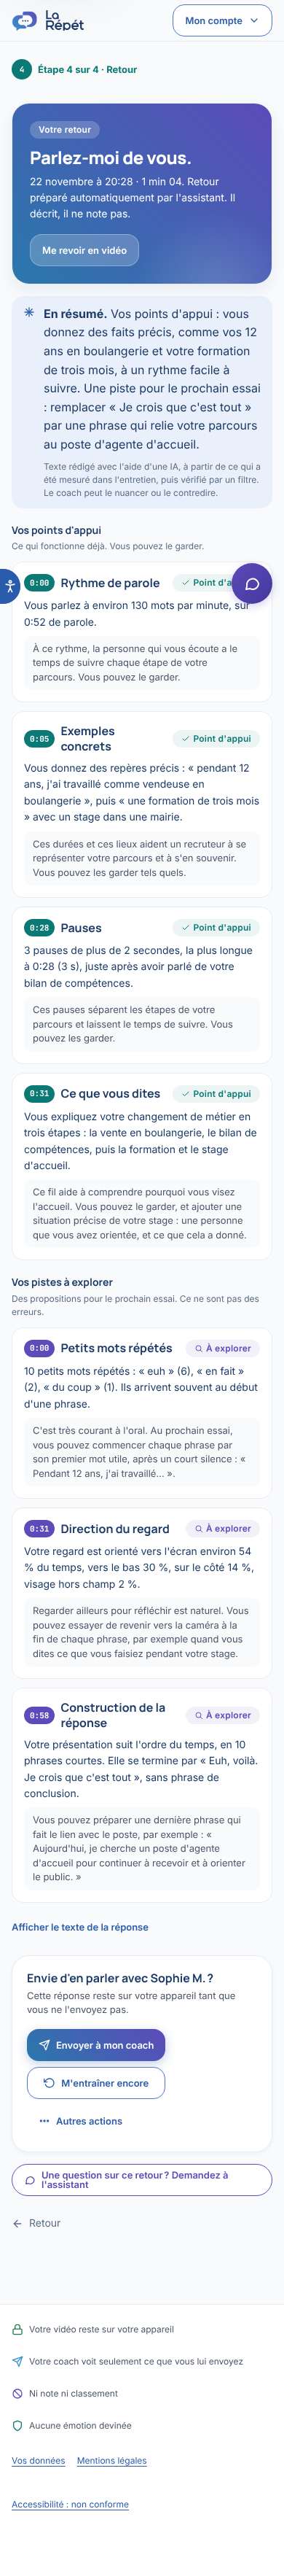 La
Répét
Mon compte
4
Étape 4 sur 4 · Retour
Votre retour
Parlez-moi de vous.
22 novembre à 20:28 · 1 min 04. Retour
préparé automatiquement par l'assistant. Il
décrit, il ne note pas.
Me revoir en vidéo
En résumé. Vos points d'appui : vous
donnez des faits précis, comme vos 12
ans en boulangerie et votre formation
de trois mois, à un rythme facile à
suivre. Une piste pour le prochain essai
: remplacer « Je crois que c'est tout »
par une phrase qui relie votre parcours
au poste d'agent d'accueil.
Texte rédigé avec l'aide d'une IA, à partir de ce qui a
été mesuré dans l'entretien, puis vérifié par un filtre.
Le coach peut le nuancer ou le contredire.
Vos points d'appui
Ce qui fonctionne déjà. Vous pouvez le garder.
0:00
Rythme de parole
Point d'a
Vous parlez à environ 130 mots par minute, sur
0:52 de parole.
À ce rythme, la personne qui vous écoute a le
temps de suivre chaque étape de votre
parcours. Vous pouvez le garder.
0:05
Exemples
concrets
Point d'appui
Vous donnez des repères précis : « pendant 12
ans, j'ai travaillé comme vendeuse en
boulangerie », puis « une formation de trois mois
» avec un stage dans une mairie.
Ces durées et ces lieux aident un recruteur à se
représenter votre parcours et à s'en souvenir.
Vous pouvez les garder tels quels.
0:28
Pauses
Point d'appui
3 pauses de plus de 2 secondes, la plus longue
à 0:28 (3 s), juste après avoir parlé de votre
bilan de compétences.
Ces pauses séparent les étapes de votre
parcours et laissent le temps de suivre. Vous
pouvez les garder.
0:31
Ce que vous dites
Point d'appui
Vous expliquez votre changement de métier en
trois étapes : la vente en boulangerie, le bilan de
compétences, puis la formation et le stage
d'accueil.
Ce fil aide à comprendre pourquoi vous visez
l'accueil. Vous pouvez le garder, et ajouter une
situation précise de votre stage : une personne
que vous avez orientée, et ce que cela a donné.
Vos pistes à explorer
Des propositions pour le prochain essai. Ce ne sont pas des
erreurs.
0:00
Petits mots répétés
À explorer
10 petits mots répétés : « euh » (6), « en fait »
(2), « du coup » (1). Ils arrivent souvent au début
d'une phrase.
C'est très courant à l'oral. Au prochain essai,
vous pouvez commencer chaque phrase par
son premier mot utile, après un court silence : «
Pendant 12 ans, j'ai travaillé... ».
0:31
Direction du regard
À explorer
Votre regard est orienté vers l'écran environ 54
% du temps, vers le bas 30 %, sur le côté 14 %,
visage hors champ 2 %.
Regarder ailleurs pour réfléchir est naturel. Vous
pouvez essayer de revenir vers la caméra à la
fin de chaque phrase, par exemple quand vous
dites ce que vous faisiez pendant votre stage.
0:58
Construction de la
réponse
À explorer
Votre présentation suit l'ordre du temps, en 10
phrases courtes. Elle se termine par « Euh, voilà.
Je crois que c'est tout », sans phrase de
conclusion.
Vous pouvez préparer une dernière phrase qui
fait le lien avec le poste, par exemple : «
Aujourd'hui, je cherche un poste d'agent
d'accueil pour continuer à recevoir et à orienter
le public. »
Afficher le texte de la réponse
Envie d'en parler avec Sophie M. ?
Cette réponse reste sur votre appareil tant que
vous ne l'envoyez pas.
Envoyer à mon coach
M'entraîner encore
Autres actions
Une question sur ce retour ? Demandez à
l'assistant
Retour
Votre vidéo reste sur votre appareil
Votre coach voit seulement ce que vous lui envoyez
Ni note ni classement
Aucune émotion devinée
Vos données
Mentions légales
Accessibilité : non conforme